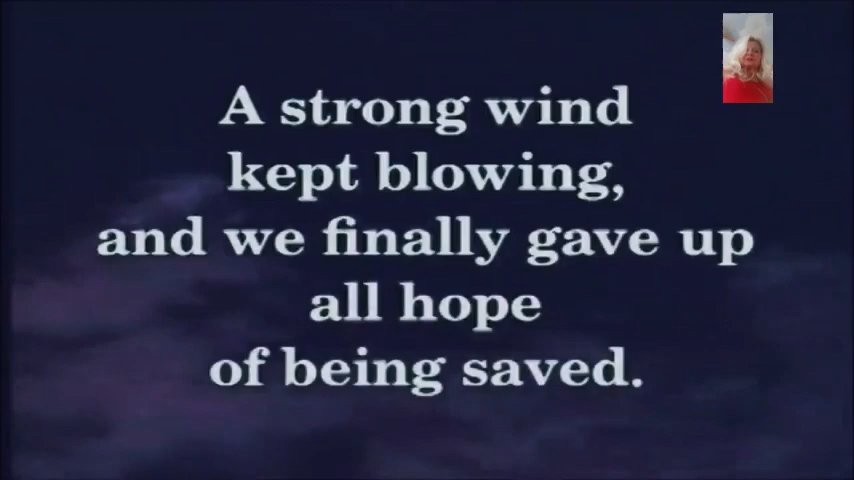 A strong wind
kept blowing,
and we finally gave up
all hope
of being saved.